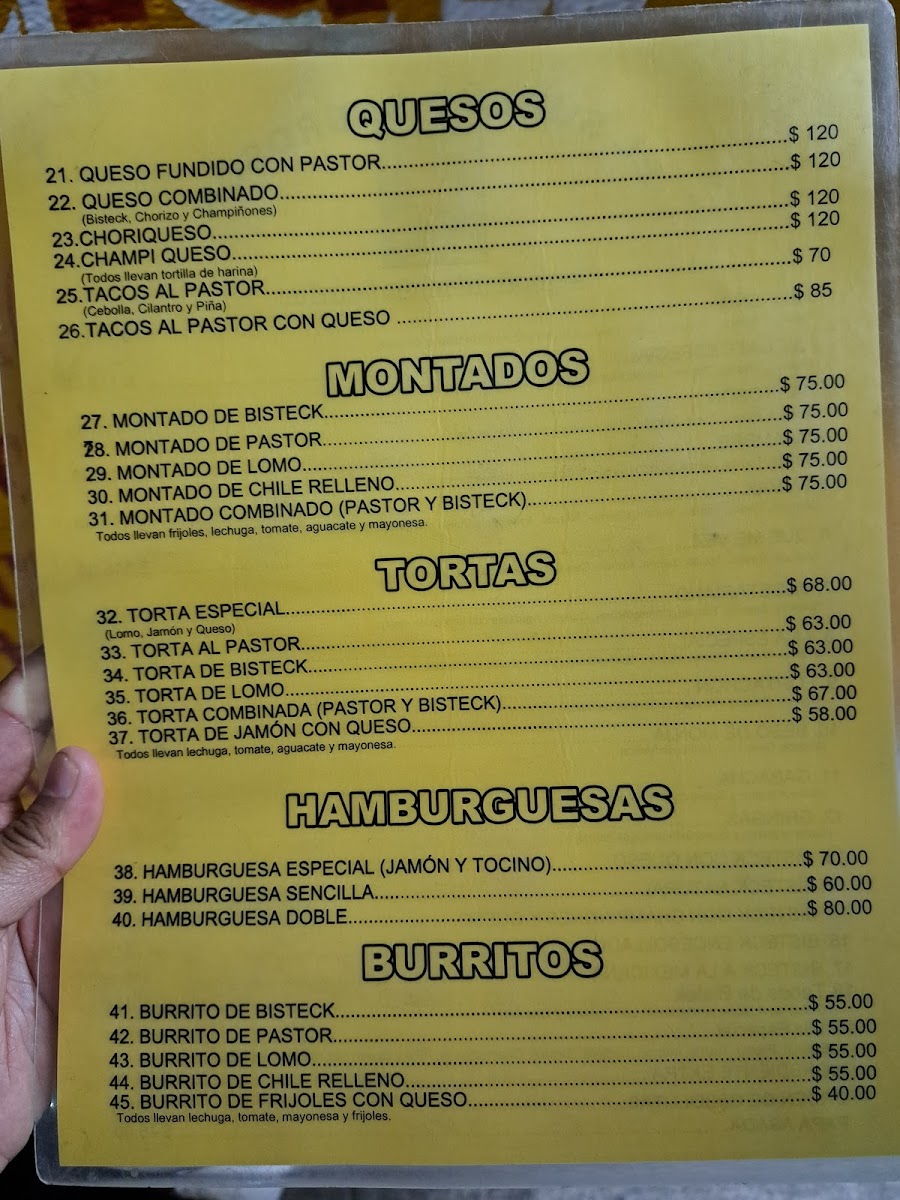 QUESOS
21. QUESO FUNDIDO CON PASTOR....$ 120
22. QUESO COMBINADO....$ 120
(Bisteck, Chorizo y Champiñones)
23.CHORIQUESO....$ 120
24.CHAMPI QUESO....$ 120
(Todos llevan tortilla de harina)
25.TACOS AL PASTOR....$ 70
(Cebolla, Cilantro y Piña)
26.TACOS AL PASTOR CON QUESO ....$ 85
MONTADOS
27. MONTADO DE BISTECK....$ 75.00
28. MONTADO DE PASTOR....$ 75.00
29. MONTADO DE LOMO....$ 75.00
30. MONTADO DE CHILE RELLENO....$ 75.00
31. MONTADO COMBINADO (PASTOR Y BISTECK)....$ 75.00
Todos llevan frijoles, lechuga, tomate, aguacate y mayonesa.
TORTAS
32. TORTA ESPECIAL....$ 68.00
(Lomo, Jamón y Queso)
33. TORTA AL PASTOR....$ 63.00
34. TORTA DE BISTECK....$ 63.00
35. TORTA DE LOMO....$ 63.00
36. TORTA COMBINADA (PASTOR Y BISTECK)....$ 67.00
37. TORTA DE JAMÓN CON QUESO....$ 58.00
Todos llevan lechuga, tomate, aguacate y mayonesa.
HAMBURGUESAS
38. HAMBURGUESA ESPECIAL (JAMÓN Y TOCINO)....$ 70.00
39. HAMBURGUESA SENCILLA....$ 60.00
40. HAMBURGUESA DOBLE....$ 80.00
BURRITOS
41. BURRITO DE BISTECK....$ 55.00
42. BURRITO DE PASTOR....$ 55.00
43. BURRITO DE LOMO....$ 55.00
44. BURRITO DE CHILE RELLENO....$ 55.00
45. BURRITO DE FRIJOLES CON QUESO....$ 40.00
Todos llevan lechuga, tomate, mayonesa y frijoles.